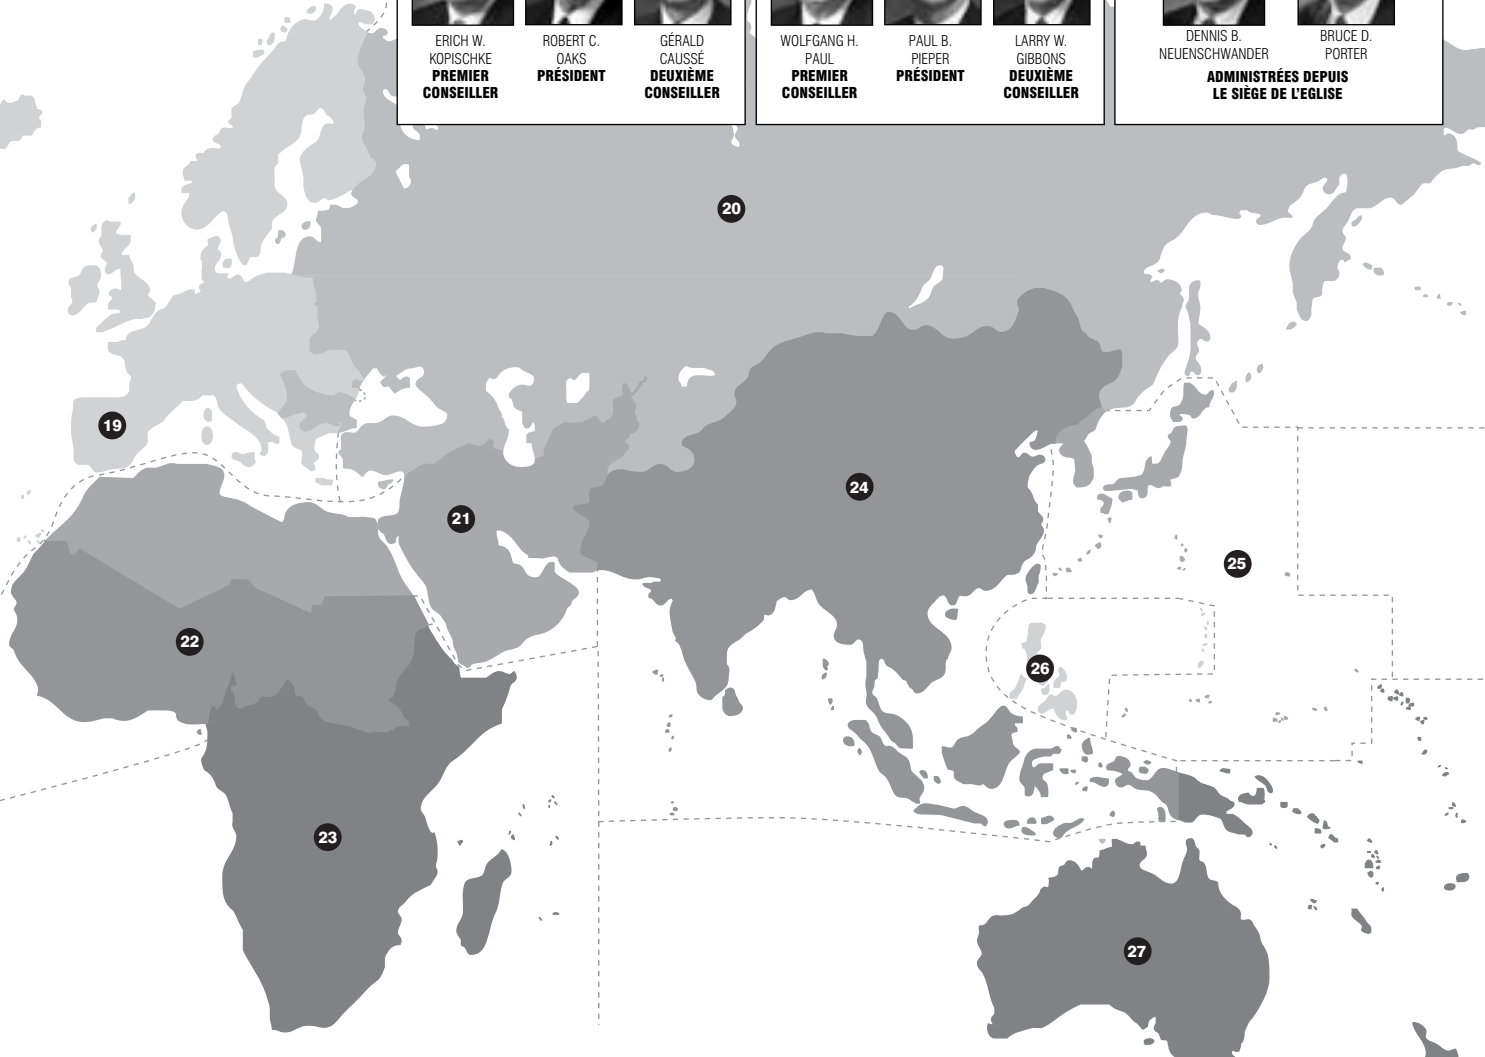 ERICH W.
KOPISCHKE
PREMIER
CONSEILLER
ROBERT C.
OAKS
PRÉSIDENT
GÉRALD
CAUSSÉ
DEUXIÈME
CONSEILLER
WOLFGANG H.
PAUL
PREMIER
CONSEILLER
PAUL B.
PIEPER
PRÉSIDENT
LARRY W.
GIBBONS
DEUXIÈME
CONSEILLER
DENNIS B.
NEUENSCHWANDER
BRUCE D.
PORTER
ADMINISTRÉES DEPUIS
LE SIÈGE DE L'EGLISE
20
19
24
21
25
22
26
23
27